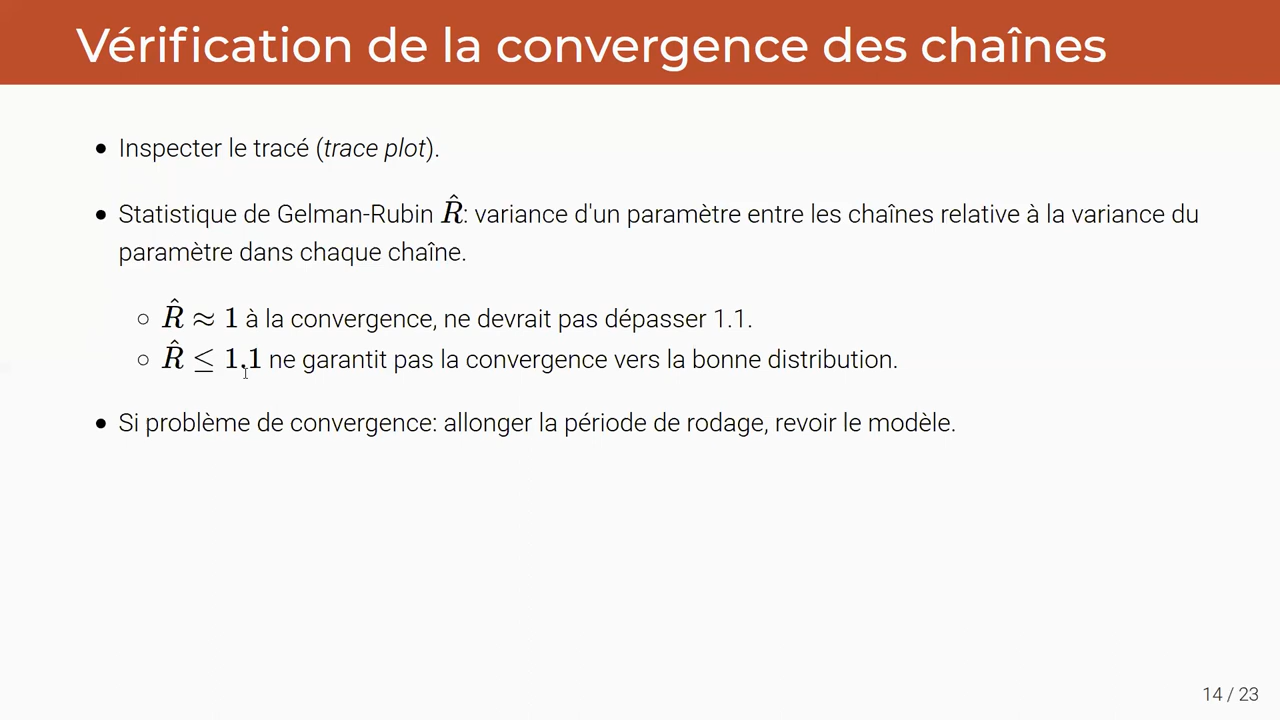 Vérification de la convergence des chaînes
• Inspecter le tracé (trace plot).
• Statistique de Gelman-Rubin R̂: variance d'un paramètre entre les chaînes relative à la variance du
paramètre dans chaque chaîne.
○ R̂ ≈ 1 à la convergence, ne devrait pas dépasser 1.1.
○ R̂ ≤ 1.1 ne garantit pas la convergence vers la bonne distribution.
• Si problème de convergence: allonger la période de rodage, revoir le modèle.
14 / 23